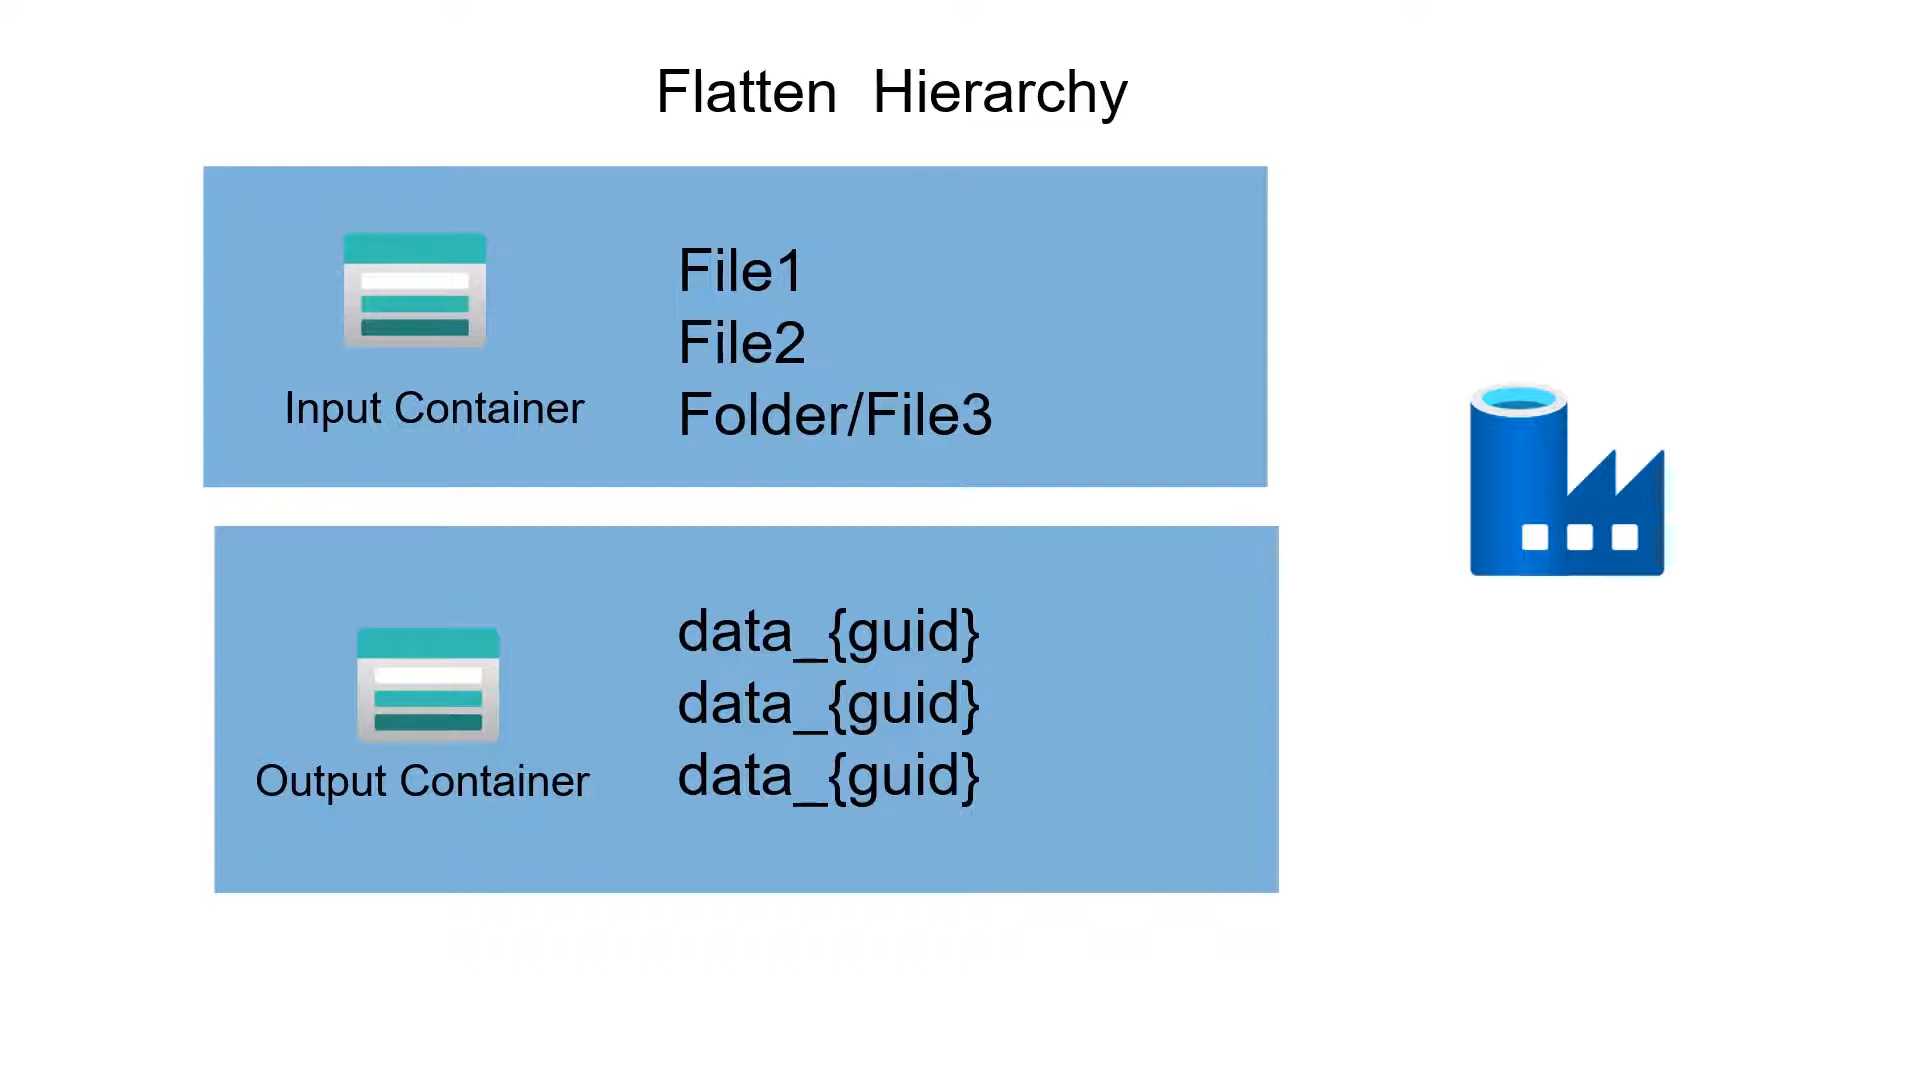 Flatten Hierarchy
File1
File2
Folder/File3
Input Container
data_{guid}
data_{guid}
data_{guid}
Output Container